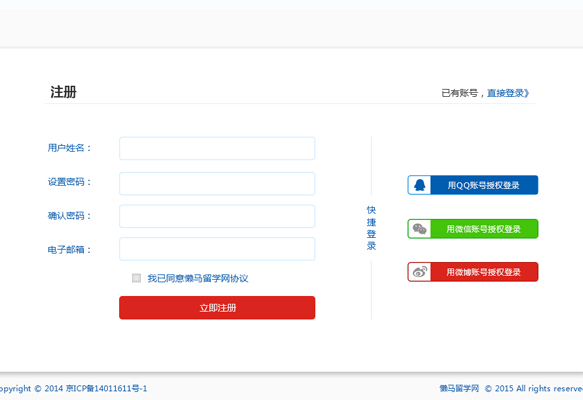 注册
已有账号，直接登录》
用户姓名：
设置密码：
确认密码：
电子邮箱：
我已同意懒马留学网协议
立即注册
快
捷
登
录
用QQ账号授权登录
用微信账号授权登录
用微博账号授权登录
opyright © 2014 京ICP备14011611号-1
懒马留学网 © 2015 All rights reserve